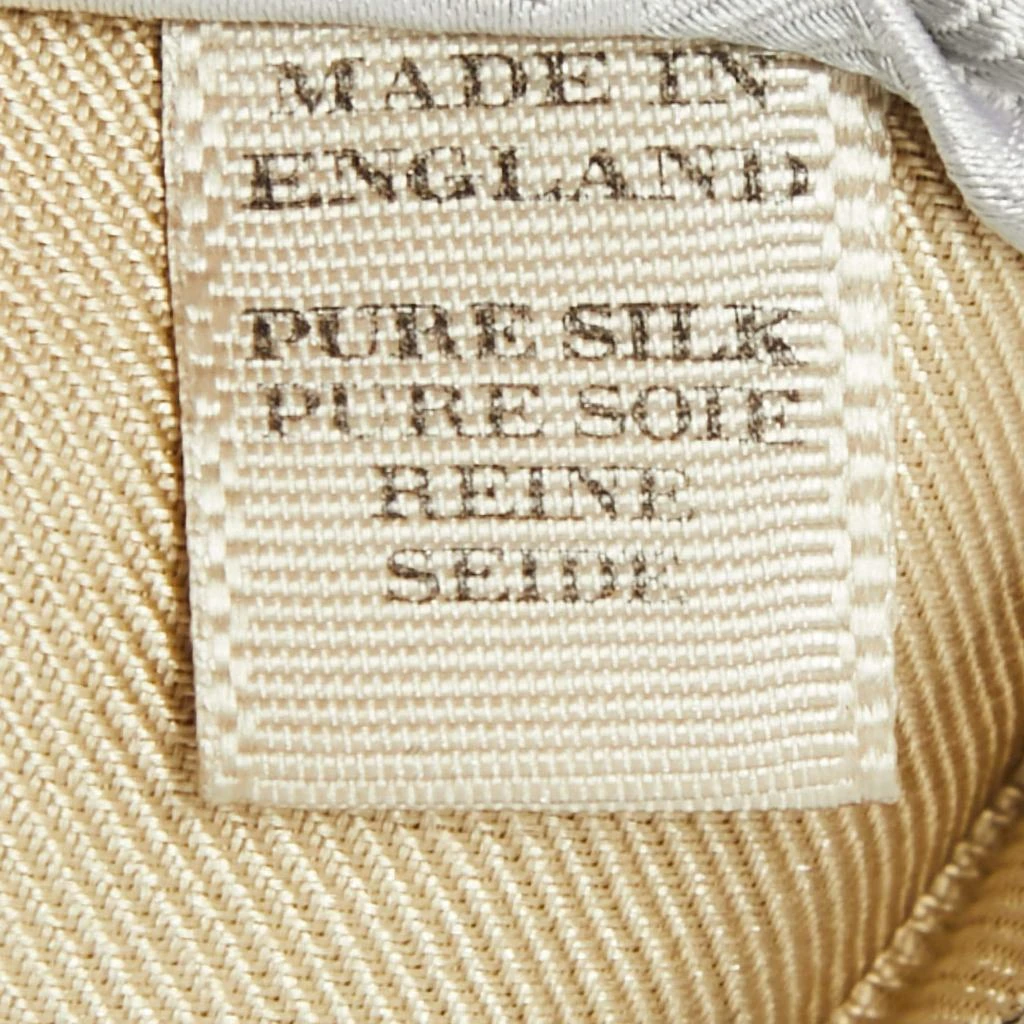 MADE IN
ENGLAND
PURE SILK
PURE SOIE
REINE
SEIDE